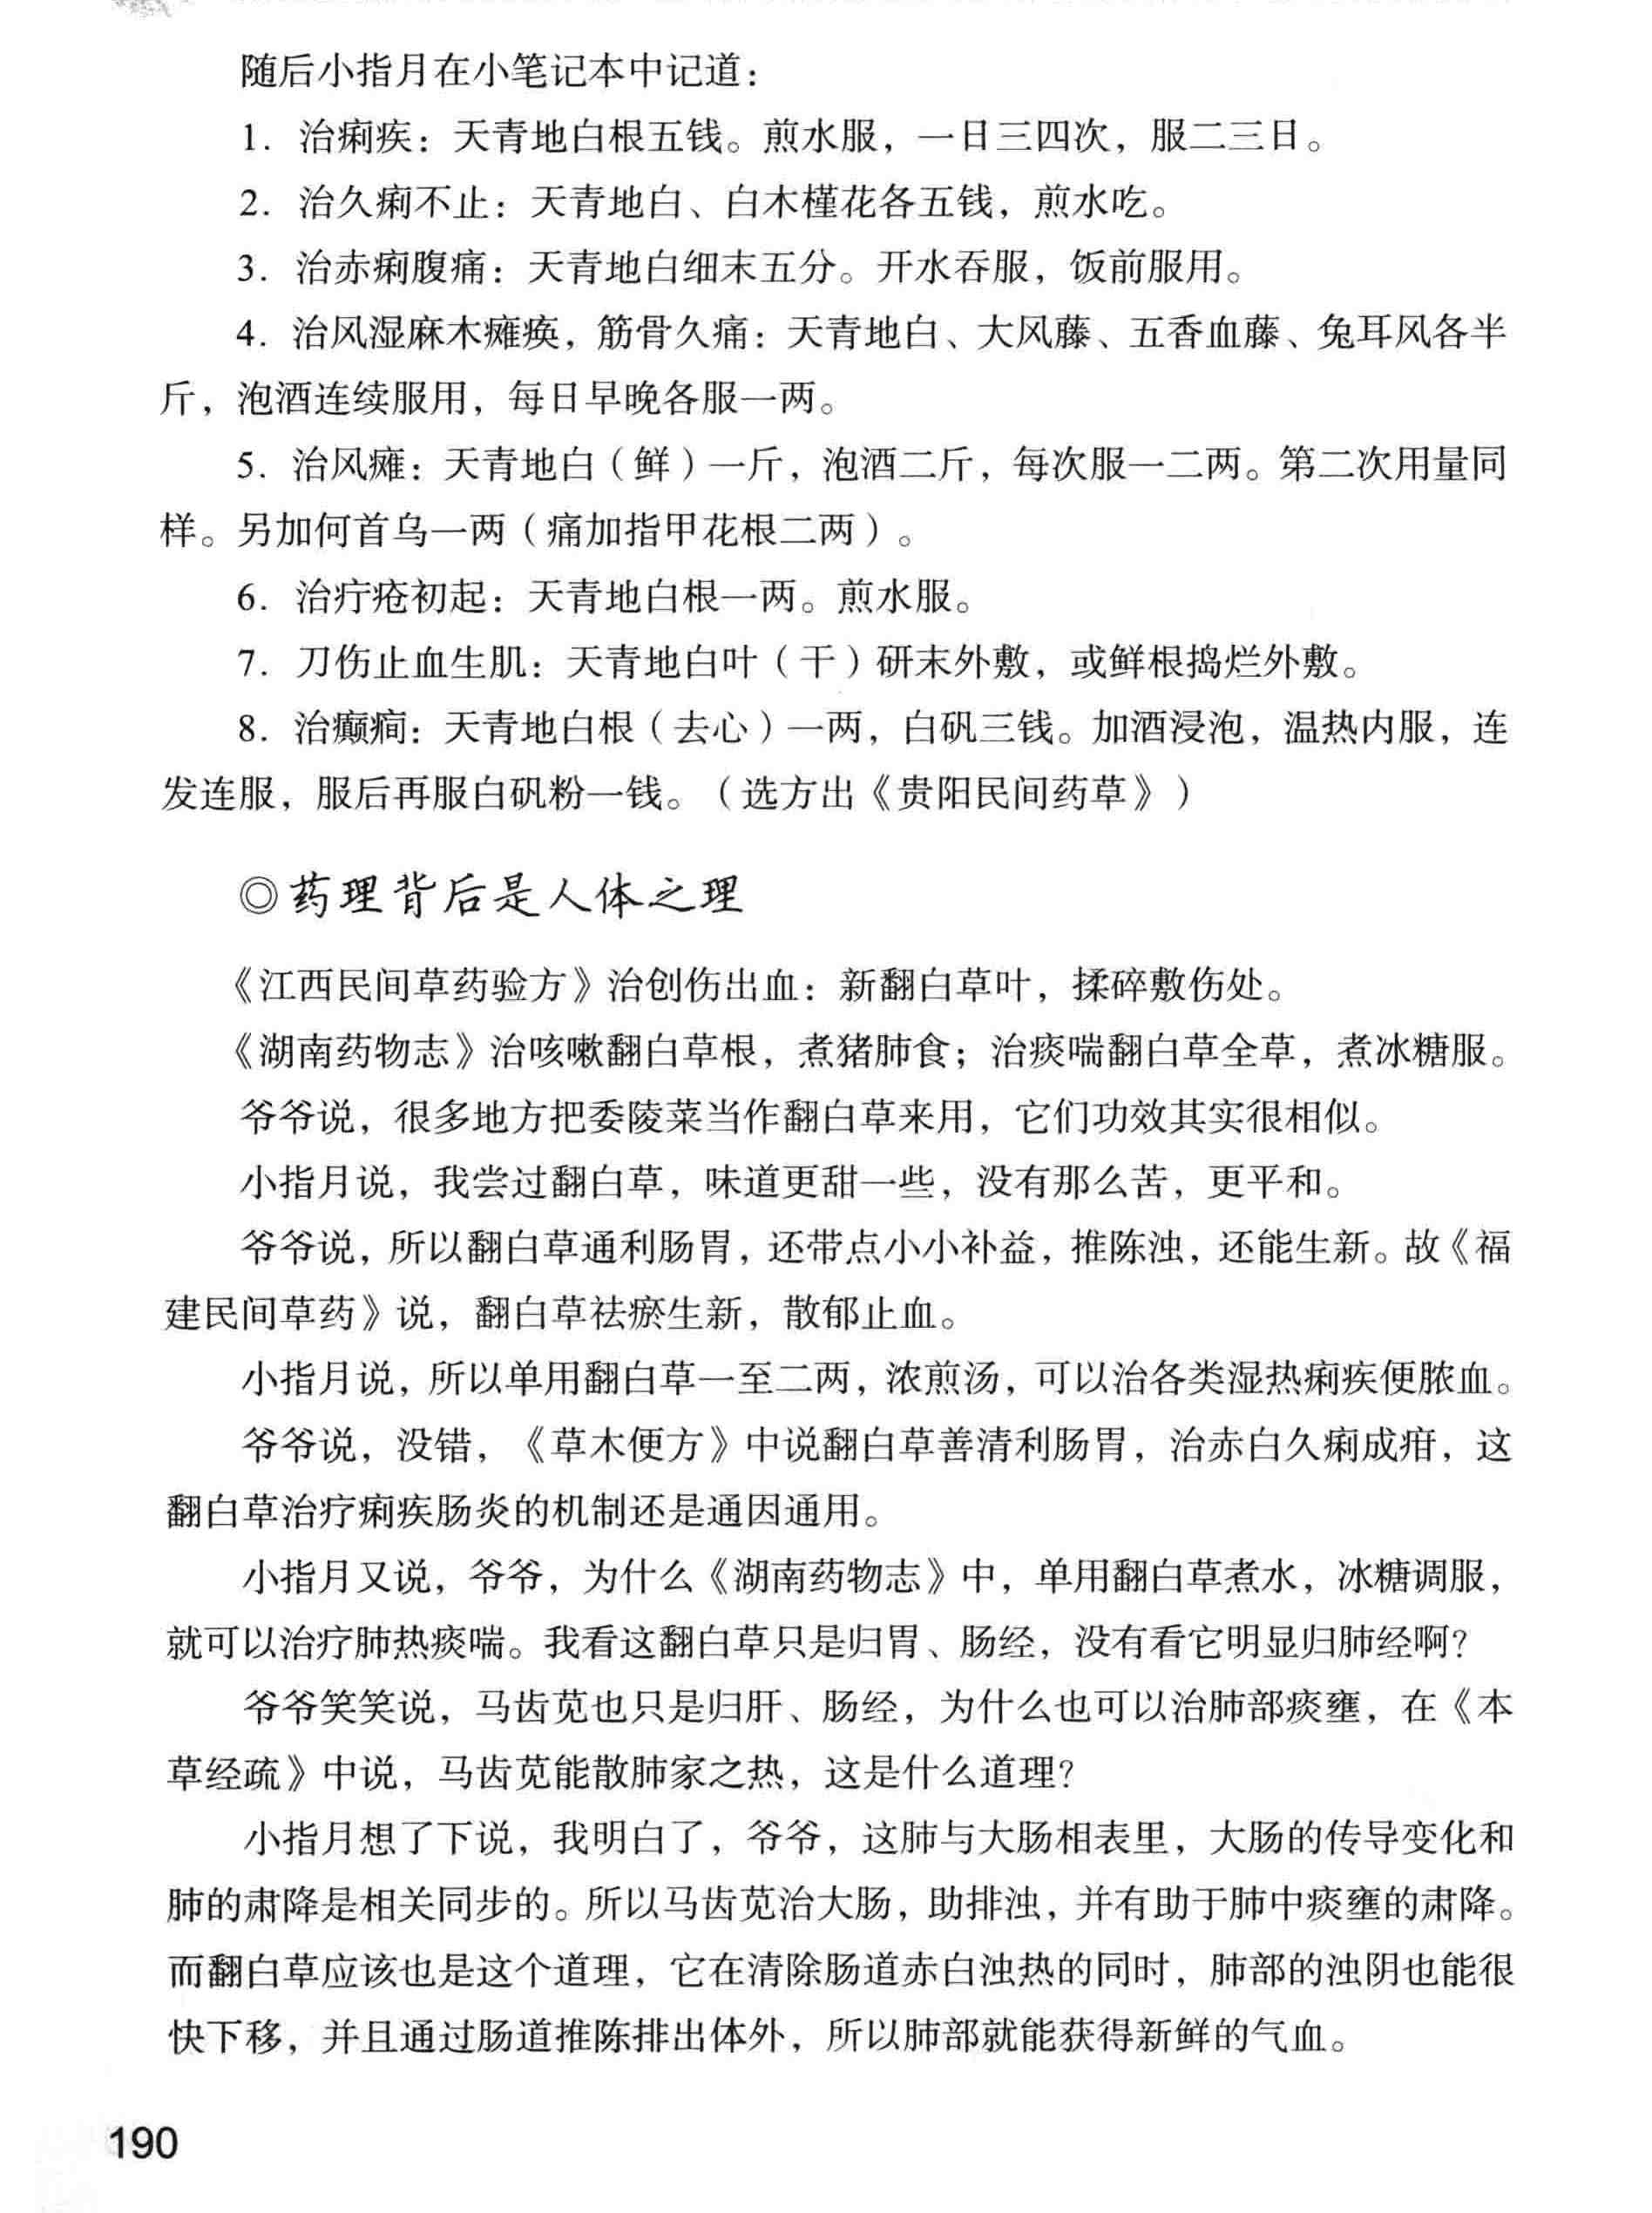 随后小指月在小笔记本中记道：
1. 治痢疾：天青地白根五钱。煎水服，一日三四次，服二三日。
2. 治久痢不止：天青地白、白木槿花各五钱，煎水吃。
3. 治赤痢腹痛：天青地白细末五分。开水吞服，饭前服用。
4. 治风湿麻木瘫痪，筋骨久痛：天青地白、大风藤、五香血藤、兔耳风各半
斤，泡酒连续服用，每日早晚各服一两。
5. 治风瘫：天青地白（鲜）一斤，泡酒二斤，每次服一二两。第二次用量同
样。另加何首乌一两（痛加指甲花根二两）。
6. 治疔疮初起：天青地白根一两。煎水服。
7. 刀伤止血生肌：天青地白叶（干）研末外敷，或鲜根捣烂外敷。
8. 治癫痫：天青地白根（去心）一两，白矾三钱。加酒浸泡，温热内服，连
发连服，服后再服白矾粉一钱。（选方出《贵阳民间药草》）
◎药理背后是人体之理
《江西民间草药验方》治创伤出血：新翻白草叶，揉碎敷伤处。
《湖南药物志》治咳嗽翻白草根，煮猪肺食；治痰喘翻白草全草，煮冰糖服。
爷爷说，很多地方把委陵菜当作翻白草来用，它们功效其实很相似。
小指月说，我尝过翻白草，味道更甜一些，没有那么苦，更平和。
爷爷说，所以翻白草通利肠胃，还带点小小补益，推陈浊，还能生新。故《福
建民间草药》说，翻白草祛瘀生新，散郁止血。
小指月说，所以单用翻白草一至二两，浓煎汤，可以治各类湿热痢疾便脓血。
爷爷说，没错，《草木便方》中说翻白草善清利肠胃，治赤白久痢成疳，这
翻白草治疗痢疾肠炎的机制还是通因通用。
小指月又说，爷爷，为什么《湖南药物志》中，单用翻白草煮水，冰糖调服，
就可以治疗肺热痰喘。我看这翻白草只是归胃、肠经，没有看它明显归肺经啊？
爷爷笑笑说，马齿苋也只是归肝、肠经，为什么也可以治肺部痰壅，在《本
草经疏》中说，马齿苋能散肺家之热，这是什么道理？
小指月想了下说，我明白了，爷爷，这肺与大肠相表里，大肠的传导变化和
肺的肃降是相关同步的。所以马齿苋治大肠，助排浊，并有助于肺中痰壅的肃降。
而翻白草应该也是这个道理，它在清除肠道赤白浊热的同时，肺部的浊阴也能很
快下移，并且通过肠道推陈排出体外，所以肺部就能获得新鲜的气血。
190